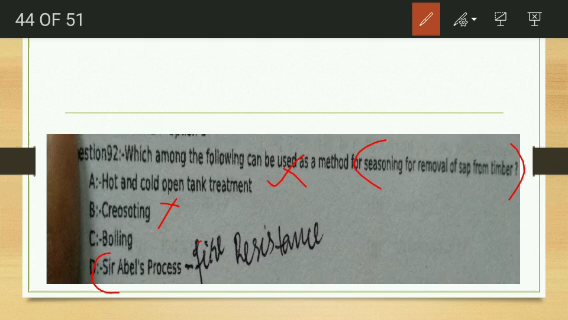 44 OF 51
estion92:-Which among the following can be used as a method for seasoning for removal of sap from timber?
A:-Hot and cold open tank treatment
B:-Creosoting
C:-Boiling
D:-Sir Abel's Process - fire Resistance